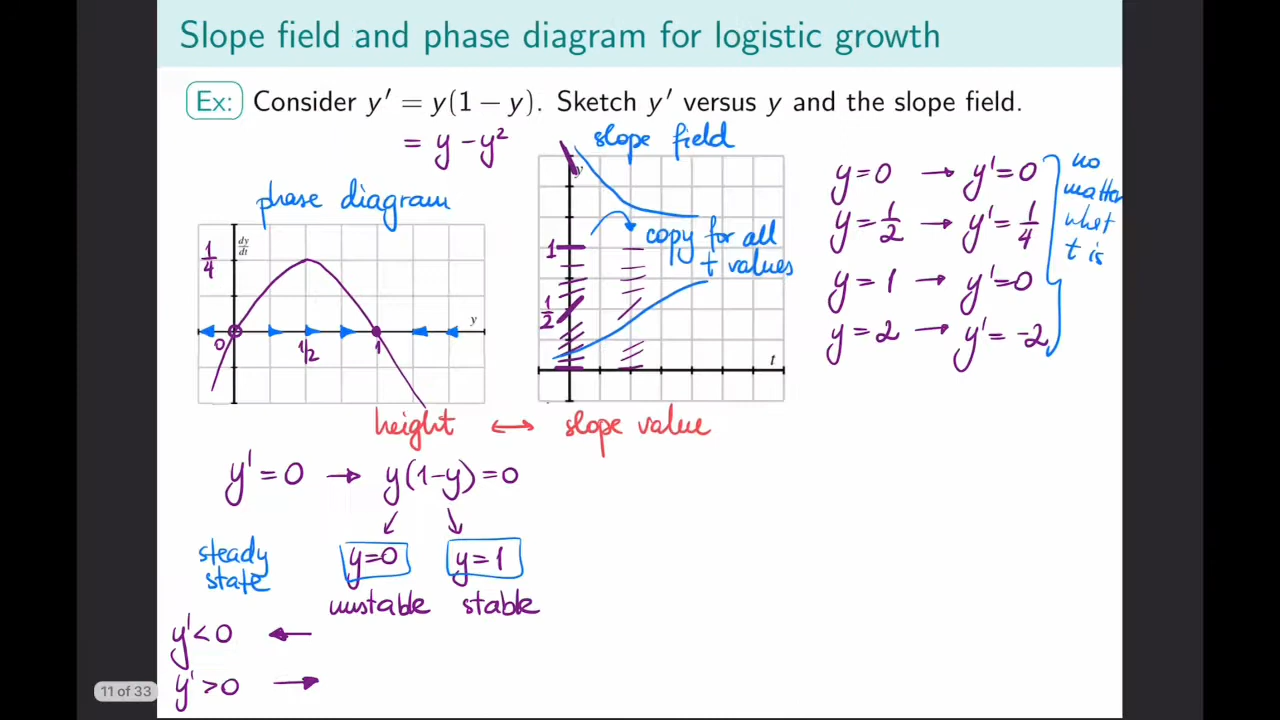 Slope field and phase diagram for logistic growth
Ex: Consider y′ = y(1 − y). Sketch y′ versus y and the slope field.
= y − y²
phase diagram
1/4
dy/dt
y
0
1/2
1
slope field
y
1
1/2
copy for all
t values
t
y=0 → y'=0
y=1/2 → y'=1/4
y=1 → y'=0
y=2 → y'=-2
no
matter
what
t is
height ↔ slope value
y'=0 → y(1-y)=0
steady
state
y=0 y=1
unstable stable
y'<0 ←
y'>0 →
11 of 33